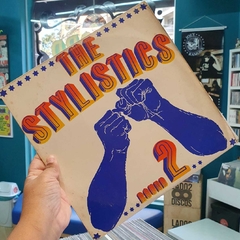 THE
STYLISTICS
ROUND 2